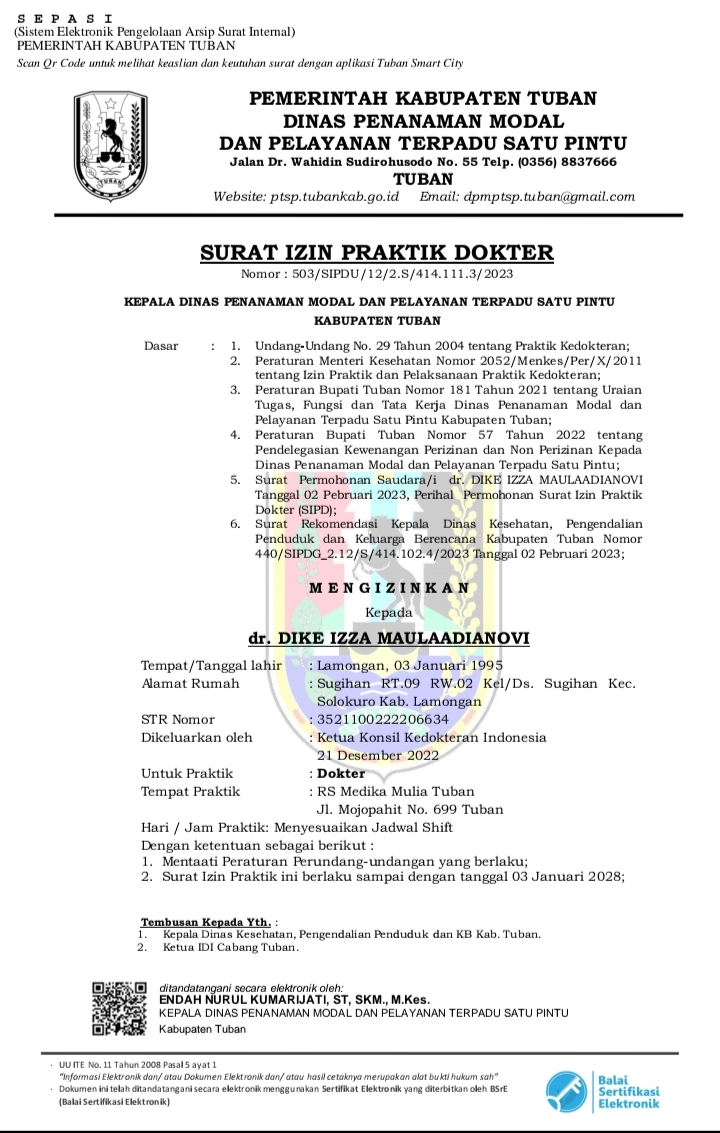 S E P A S I
(Sistem Elektronik Pengelolaan Arsip Surat Internal)
PEMERINTAH KABUPATEN TUBAN
Scan Qr Code untuk melihat keaslian dan keutuhan surat dengan aplikasi Tuban Smart City
TUBAN
PEMERINTAH KABUPATEN TUBAN
DINAS PENANAMAN MODAL
DAN PELAYANAN TERPADU SATU PINTU
Jalan Dr. Wahidin Sudirohusodo No. 55 Telp. (0356) 8837666
TUBAN
Website: ptsp.tubankab.go.id Email: dpmptsp.tuban@gmail.com
SURAT IZIN PRAKTIK DOKTER
Nomor : 503/SIPDU/12/2.S/414.111.3/2023
KEPALA DINAS PENANAMAN MODAL DAN PELAYANAN TERPADU SATU PINTU
KABUPATEN TUBAN
Dasar : 1. Undang-Undang No. 29 Tahun 2004 tentang Praktik Kedokteran;
2. Peraturan Menteri Kesehatan Nomor 2052/Menkes/Per/X/2011
tentang Izin Praktik dan Pelaksanaan Praktik Kedokteran;
3. Peraturan Bupati Tuban Nomor 181 Tahun 2021 tentang Uraian
Tugas, Fungsi dan Tata Kerja Dinas Penanaman Modal dan
Pelayanan Terpadu Satu Pintu Kabupaten Tuban;
4. Peraturan Bupati Tuban Nomor 57 Tahun 2022 tentang
Pendelegasian Kewenangan Perizinan dan Non Perizinan Kepada
Dinas Penanaman Modal dan Pelayanan Terpadu Satu Pintu;
5. Surat Permohonan Saudara/i dr. DIKE IZZA MAULAADIANOVI
Tanggal 02 Pebruari 2023, Perihal Permohonan Surat Izin Praktik
Dokter (SIPD);
6. Surat Rekomendasi Kepala Dinas Kesehatan, Pengendalian
Penduduk dan Keluarga Berencana Kabupaten Tuban Nomor
440/SIPDG_2.12/S/414.102.4/2023 Tanggal 02 Pebruari 2023;
M E N G I Z I N K A N
Kepada
dr. DIKE IZZA MAULAADIANOVI
Tempat/Tanggal lahir : Lamongan, 03 Januari 1995
Alamat Rumah : Sugihan RT.09 RW.02 Kel/Ds. Sugihan Kec.
Solokuro Kab. Lamongan
STR Nomor : 3521100222206634
Dikeluarkan oleh : Ketua Konsil Kedokteran Indonesia
21 Desember 2022
Untuk Praktik : Dokter
Tempat Praktik : RS Medika Mulia Tuban
Jl. Mojopahit No. 699 Tuban
Hari / Jam Praktik: Menyesuaikan Jadwal Shift
Dengan ketentuan sebagai berikut :
1. Mentaati Peraturan Perundang-undangan yang berlaku;
2. Surat Izin Praktik ini berlaku sampai dengan tanggal 03 Januari 2028;
Tembusan Kepada Yth. :
1. Kepala Dinas Kesehatan, Pengendalian Penduduk dan KB Kab. Tuban.
2. Ketua IDI Cabang Tuban.
ditandatangani secara elektronik oleh:
ENDAH NURUL KUMARIJATI, ST, SKM., M.Kes.
KEPALA DINAS PENANAMAN MODAL DAN PELAYANAN TERPADU SATU PINTU
Kabupaten Tuban
- UU ITE No. 11 Tahun 2008 Pasal 5 ayat 1
"Informasi Elektronik dan/ atau Dokumen Elektronik dan/ atau hasil cetaknya merupakan alat bukti hukum sah"
- Dokumen ini telah ditandatangani secara elektronik menggunakan Sertifikat Elektronik yang diterbitkan oleh BSrE
(Balai Sertifikasi Elektronik)
Balai
Sertifikasi
Elektronik